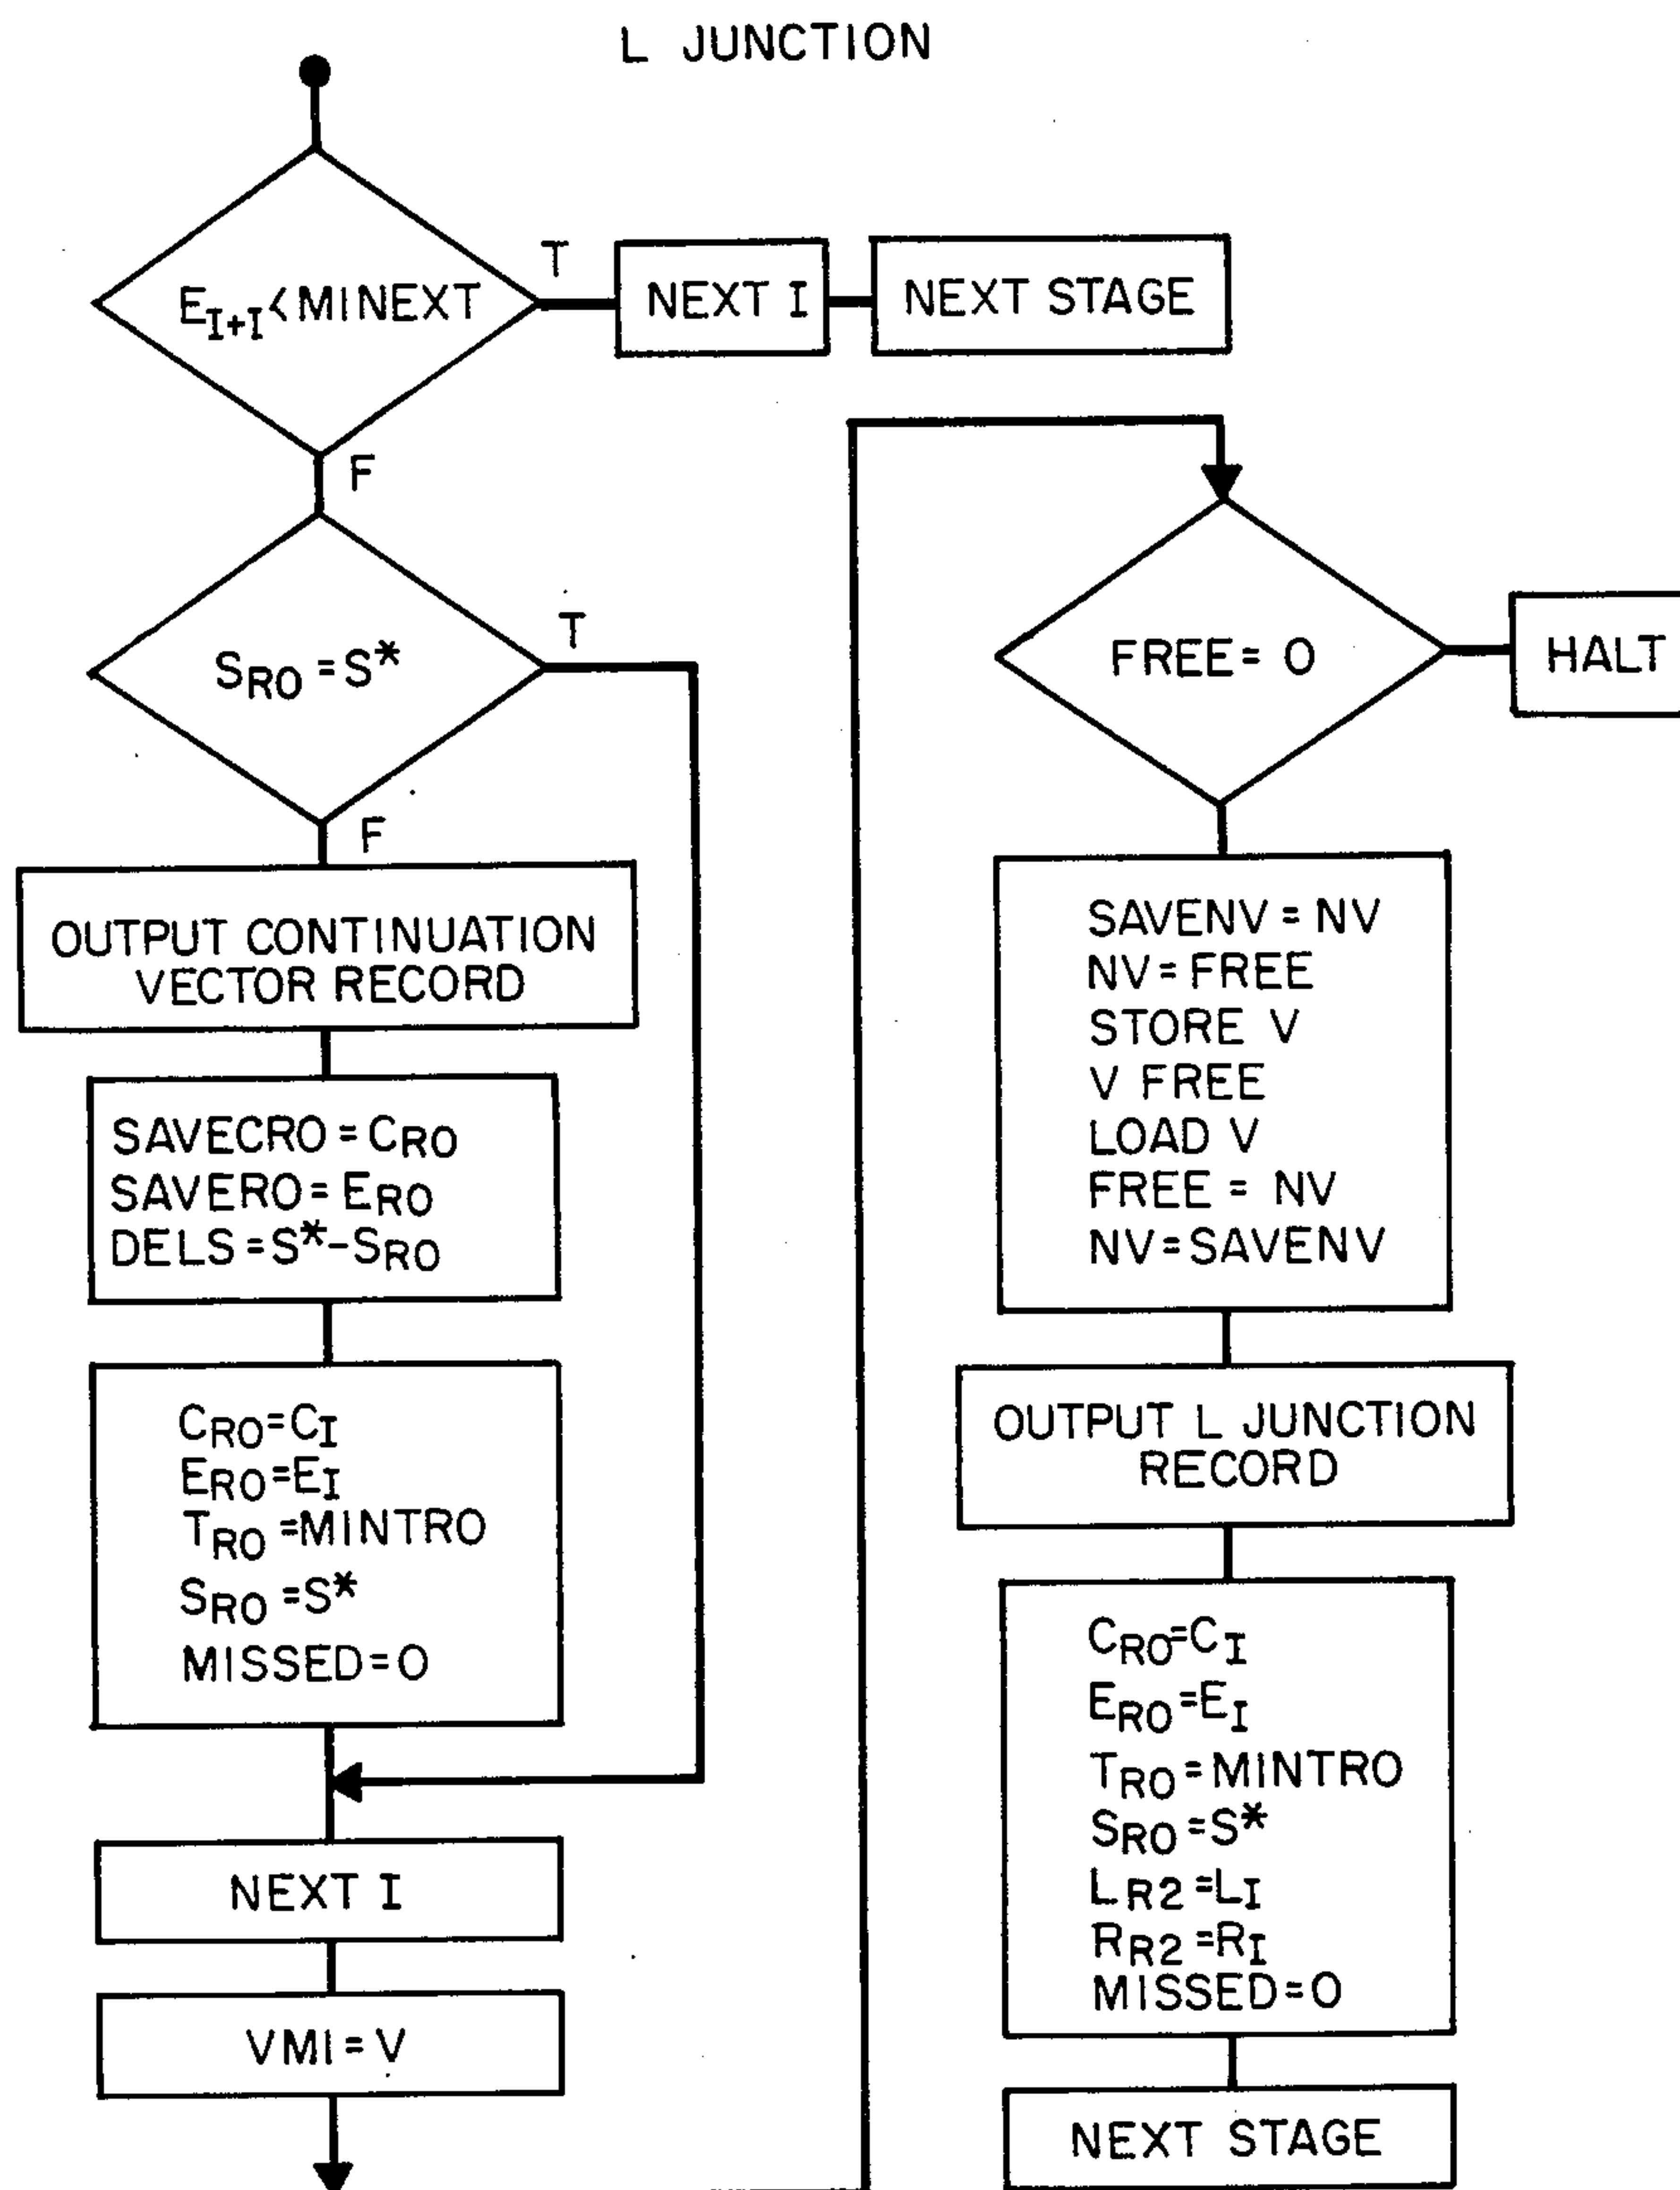 L JUNCTION
E_{I+I}<MINEXT
T
NEXT I
NEXT STAGE
F
S_{RO}=S*
T
F
OUTPUT CONTINUATION
VECTOR RECORD
SAVECRO=C_{RO}
SAVERO=E_{RO}
DELS=S*-S_{RO}
C_{RO}=C_I
E_{RO}=E_I
T_{RO}=MINTRO
S_{RO}=S*
MISSED=O
NEXT I
VMI=V
FREE=O
HALT
SAVENV=NV
NV=FREE
STORE V
V FREE
LOAD V
FREE = NV
NV=SAVENV
OUTPUT L JUNCTION
RECORD
C_{RO}=C_I
E_{RO}=E_I
T_{RO}=MINTRO
S_{RO}=S*
L_{R2}=L_I
R_{R2}=R_I
MISSED=O
NEXT STAGE